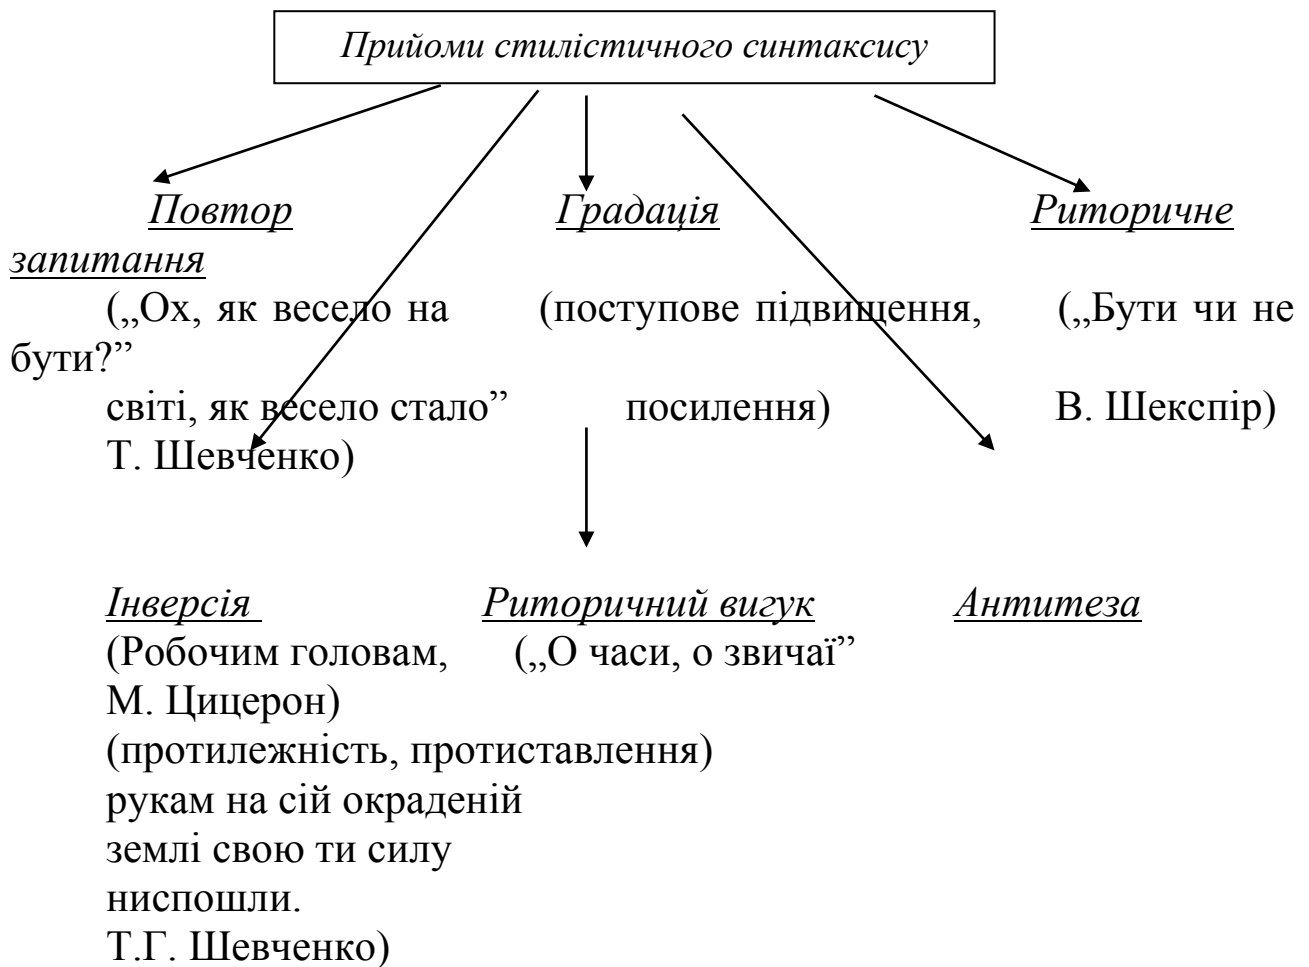 Прийоми стилістичного синтаксису
Повтор Градація Риторичне
запитання
(„Ох, як весело на (поступове підвищення, („Бути чи не
бути?”
світі, як весело стало” посилення) В. Шекспір)
Т. Шевченко)
Інверсія Риторичний вигук Антитеза
(Робочим головам, („О часи, о звичаї”
М. Цицерон)
(протилежність, протиставлення)
рукам на сій окраденій
землі свою ти силу
ниспошли.
Т.Г. Шевченко)